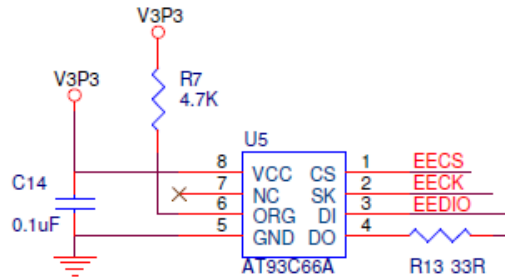 V3P3
V3P3
R7
4.7K
C14
0.1uF
U5
8 VCC CS 1 EECS
7 NC SK 2 EECK
6 ORG DI 3 EEDIO
5 GND DO 4
AT93C66A
R13 33R